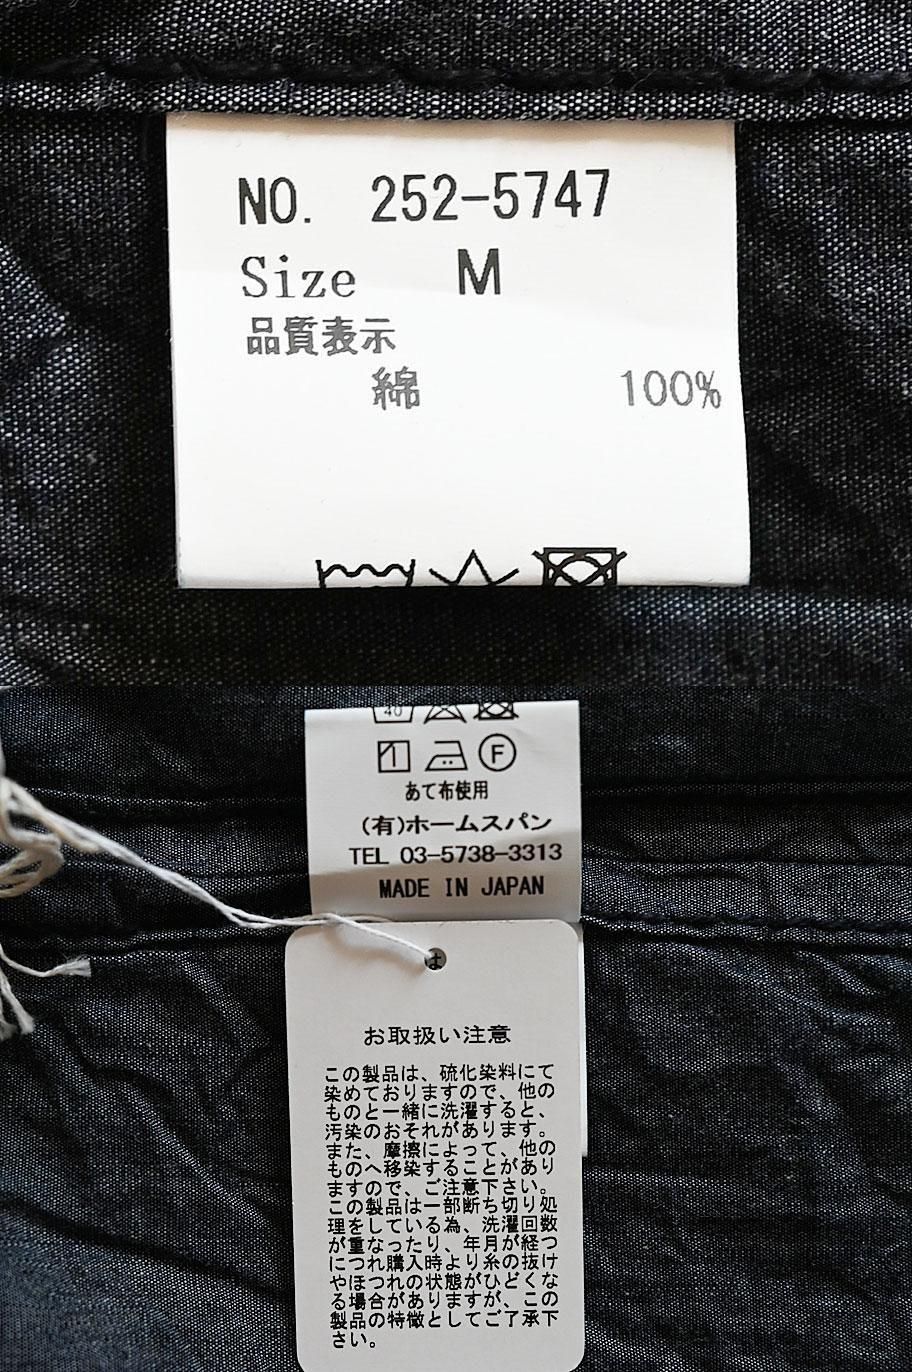 NO. 252-5747
Size M
品質表示
綿 100%
40
1 F
あて布使用
(有)ホームスパン
TEL 03-5738-3313
MADE IN JAPAN
は
お取扱い注意
この製品は、硫化染料にて
染めておりますので、他の
ものと一緒に洗濯すると、
汚染のおそれがあります。
また、摩擦によって、他の
ものへ移染することがあり
ますので、ご注意下さい。
この製品は一部断ち切り処
理をしている為、洗濯回数
が重なったり、年月が経つ
につれ購入時より糸の抜け
やほつれの状態がひどくな
る場合がありますが、この
製品の特徴としてご了承下
さい。